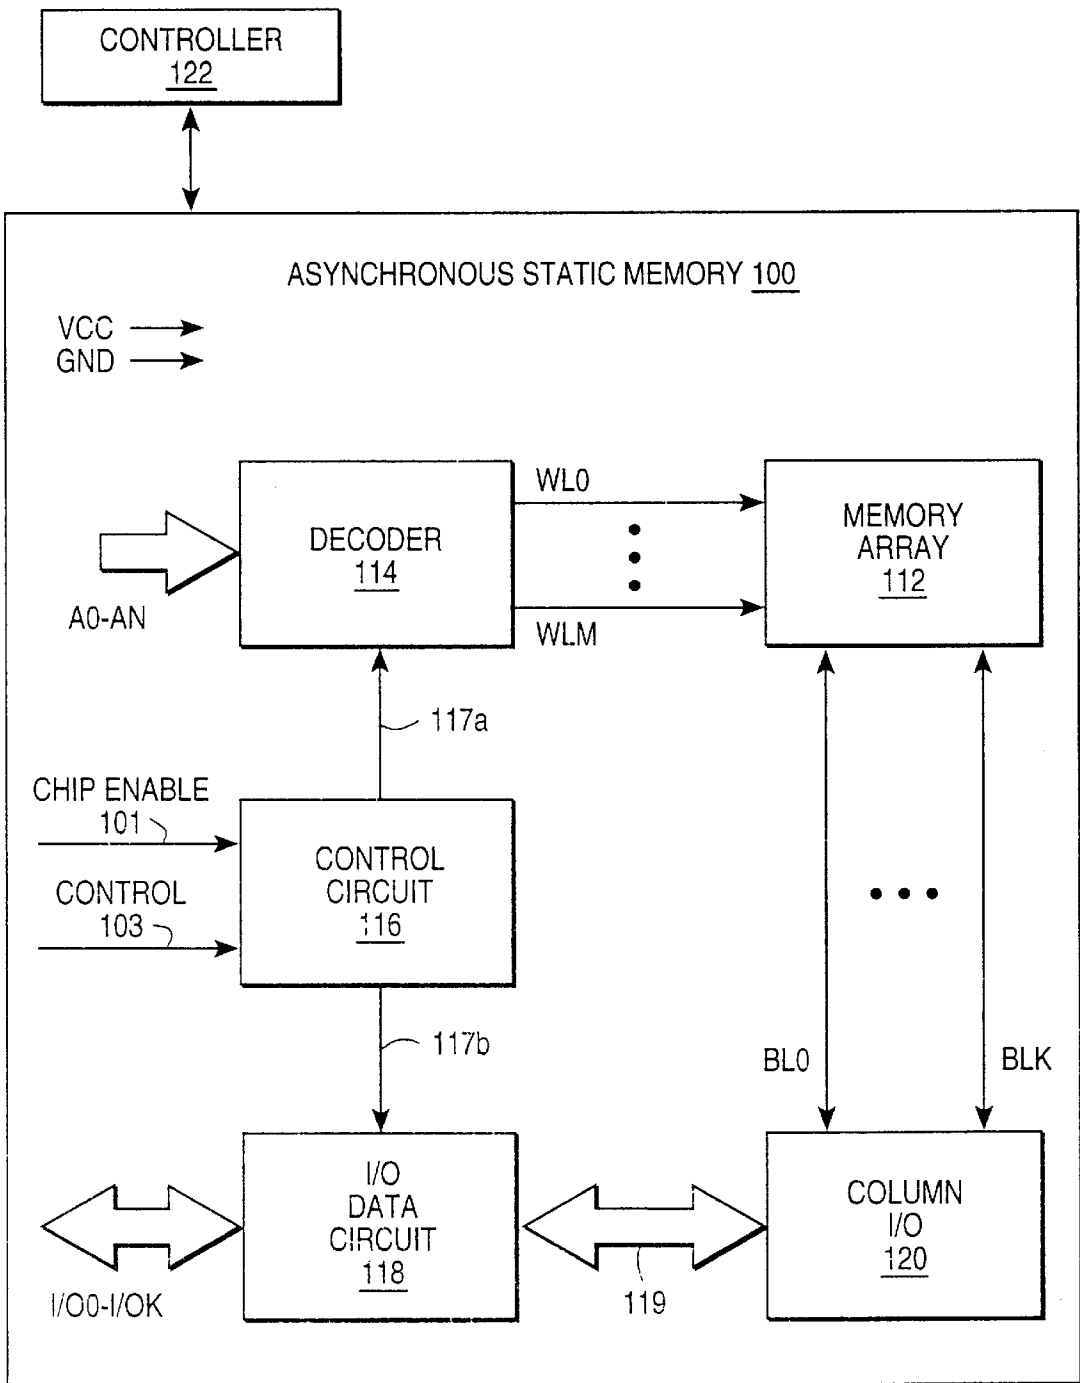 CONTROLLER
122
ASYNCHRONOUS STATIC MEMORY 100
VCC
GND
WL0
DECODER
114
MEMORY
ARRAY
112
A0-AN
WLM
117a
CHIP ENABLE
101
CONTROL
CIRCUIT
116
CONTROL
103
117b
BL0
BLK
I/O
DATA
CIRCUIT
118
COLUMN
I/O
120
I/O0-I/OK
119